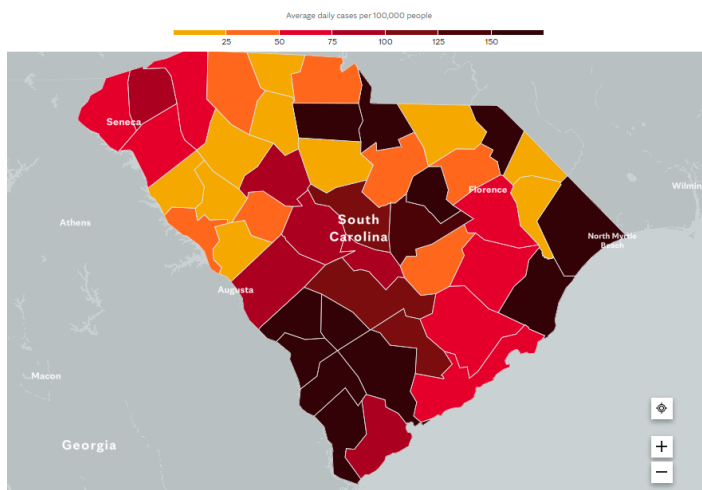 Average daily cases per 100,000 people
25 50 75 100 125 150
Seneca
Athens
South
Carolina
Florence
Wilmin
North Myrtle
Beach
Augusta
Macon
Georgia
+
−